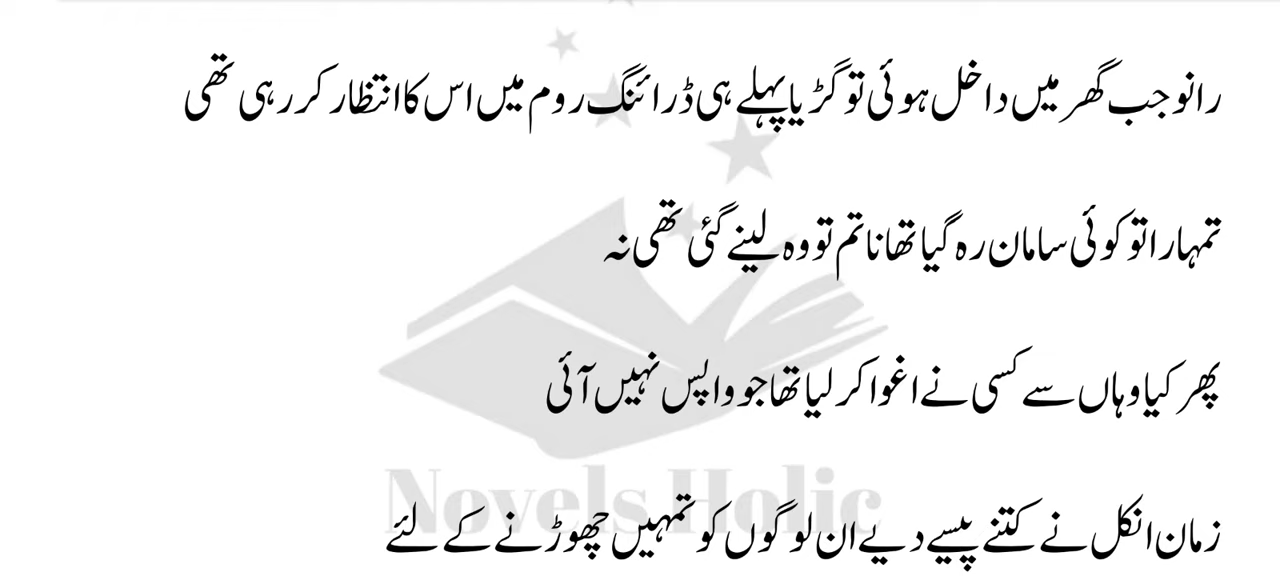 رانو جب گھر میں داخل ہوئی تو گڑیا پہلے ہی ڈرائنگ روم میں اس کا انتظار کر رہی تھی
تمہارا تو کوئی سامان رہ گیا تھا نا تم تو وہ لینے گئی تھی نہ
پھر کیا وہاں سے کسی نے اغوا کر لیا تھا جو واپس نہیں آئی
Novels Holic
زمان انکل نے کتنے پیسے دیے ان لوگوں کو تمہیں چھوڑنے کے لئے